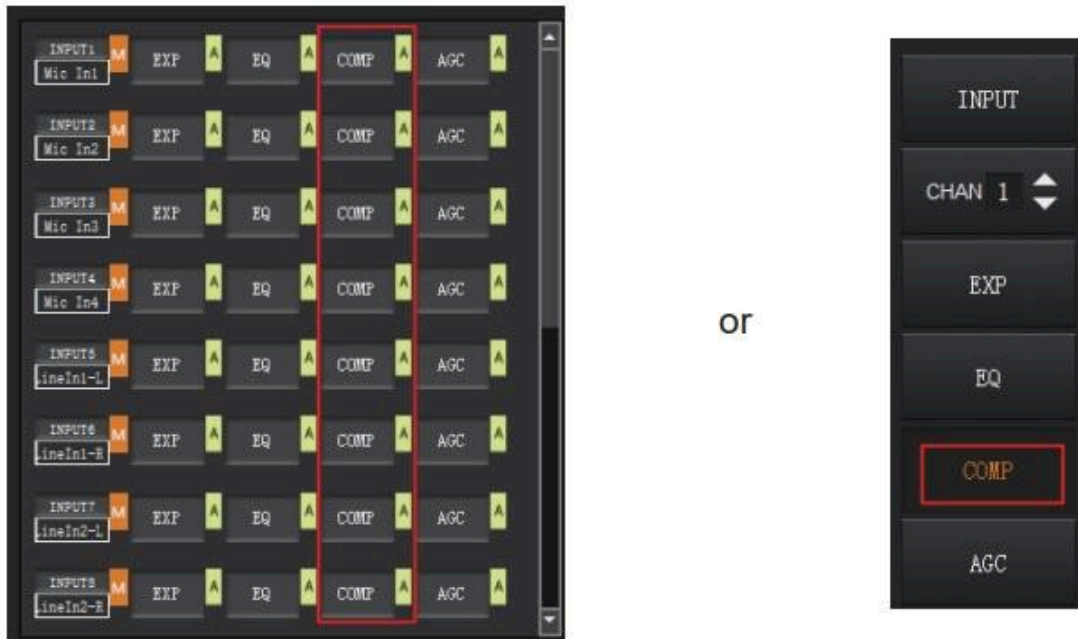 INPUT1 M EXP A EQ A COMP A AGC A
Mic In1
INPUT2 M EXP A EQ A COMP A AGC A
Mic In2
INPUT3 M EXP A EQ A COMP A AGC A
Mic In3
INPUT4 M EXP A EQ A COMP A AGC A
Mic In4
INPUT5 M EXP A EQ A COMP A AGC A
LineIn1-L
INPUT6 M EXP A EQ A COMP A AGC A
LineIn1-R
INPUT7 M EXP A EQ A COMP A AGC A
LineIn2-L
INPUT8 M EXP A EQ A COMP A AGC A
LineIn2-R
or
INPUT
CHAN 1
EXP
EQ
COMP
AGC